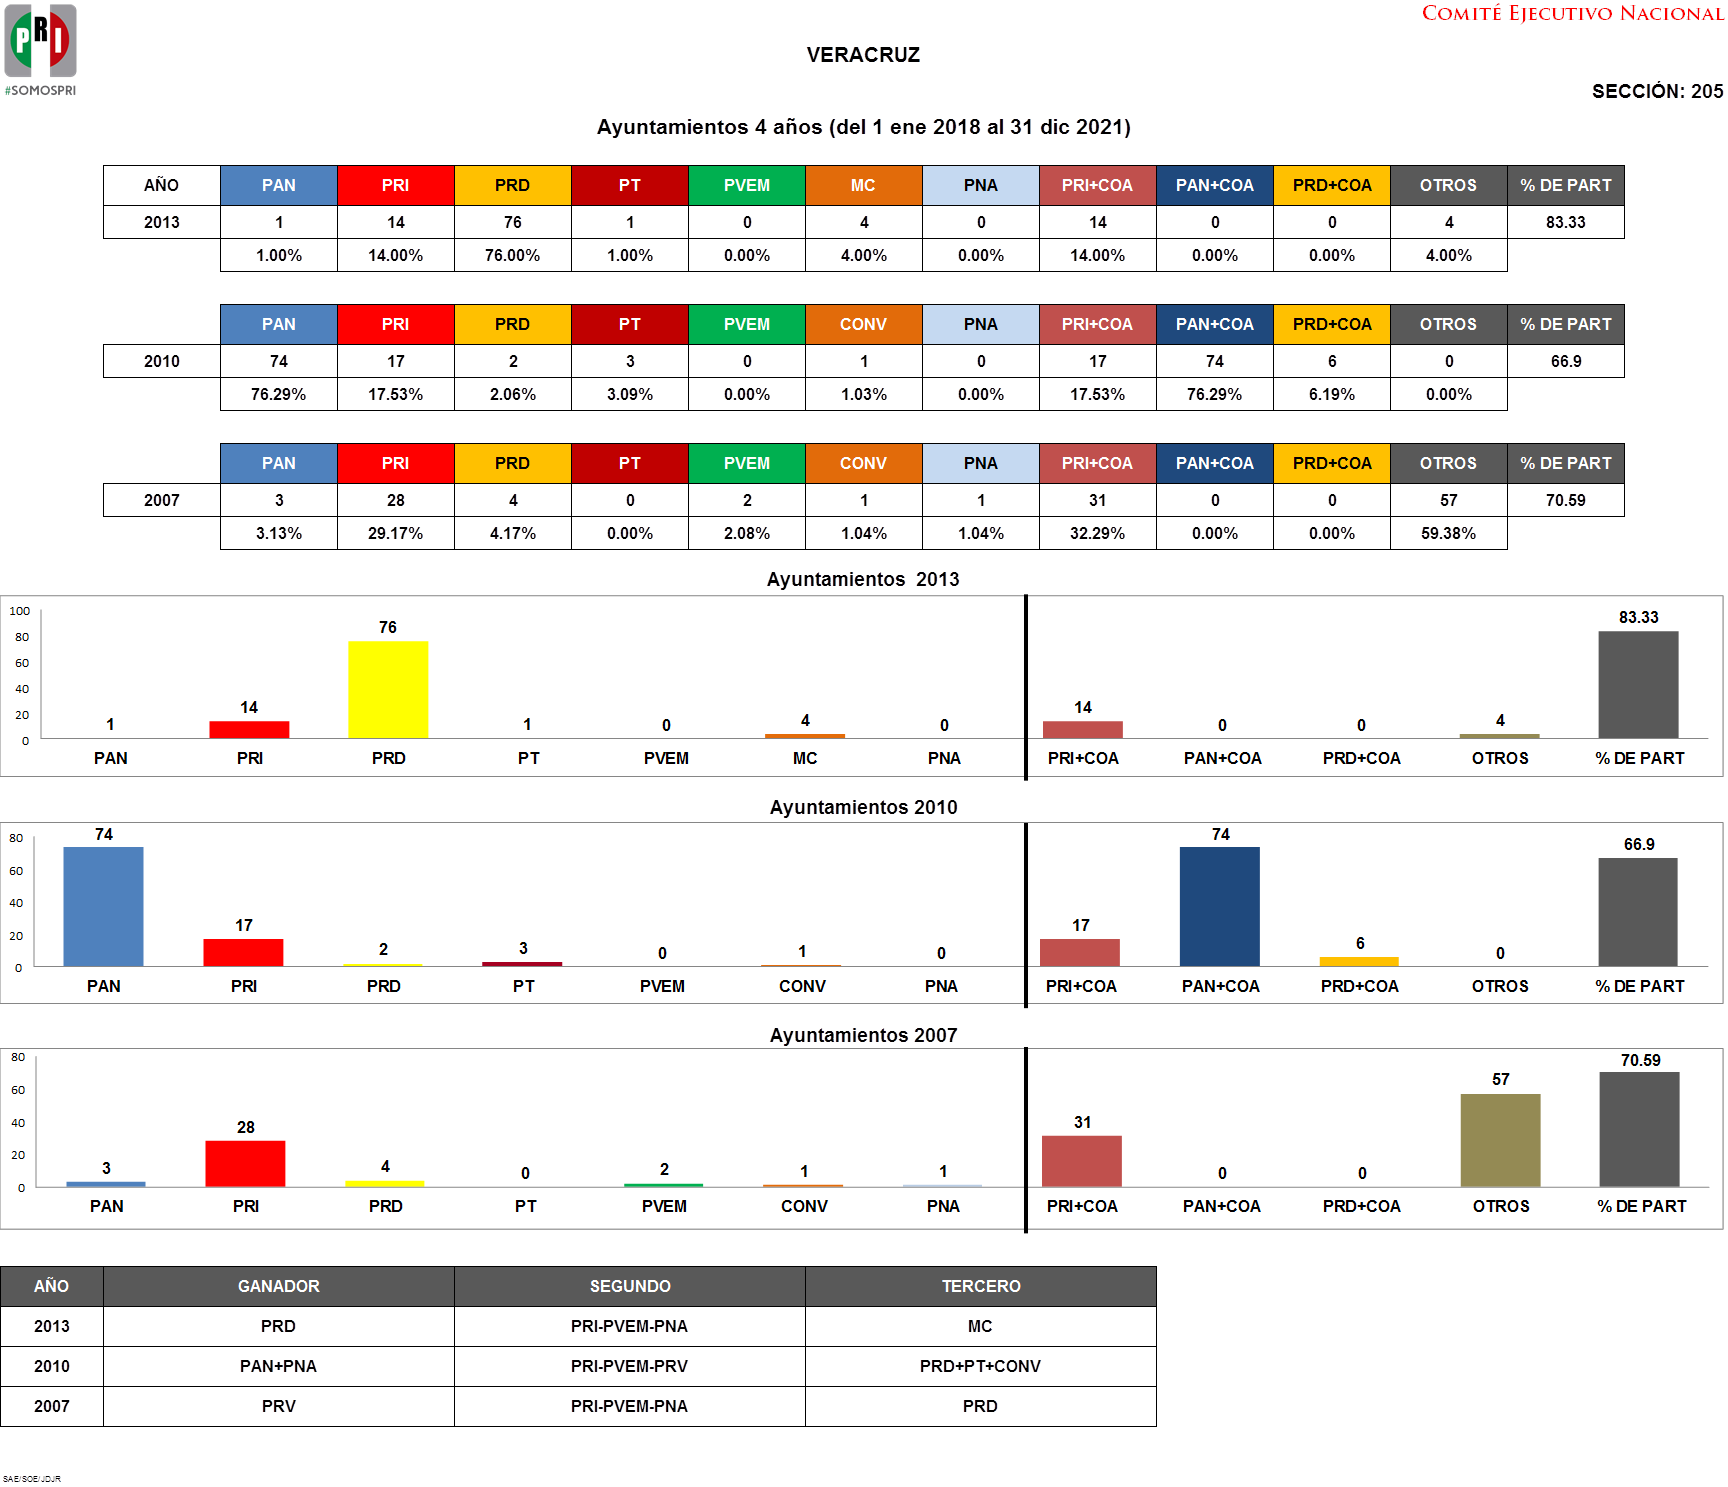 PRI
#SOMOSPRI
COMITÉ EJECUTIVO NACIONAL
VERACRUZ
SECCIÓN: 205
Ayuntamientos 4 años (del 1 ene 2018 al 31 dic 2021)
AÑO PAN PRI PRD PT PVEM MC PNA PRI+COA PAN+COA PRD+COA OTROS % DE PART
2013 1 14 76 1 0 4 0 14 0 0 4 83.33
1.00% 14.00% 76.00% 1.00% 0.00% 4.00% 0.00% 14.00% 0.00% 0.00% 4.00%
PAN PRI PRD PT PVEM CONV PNA PRI+COA PAN+COA PRD+COA OTROS % DE PART
2010 74 17 2 3 0 1 0 17 74 6 0 66.9
76.29% 17.53% 2.06% 3.09% 0.00% 1.03% 0.00% 17.53% 76.29% 6.19% 0.00%
PAN PRI PRD PT PVEM CONV PNA PRI+COA PAN+COA PRD+COA OTROS % DE PART
2007 3 28 4 0 2 1 1 31 0 0 57 70.59
3.13% 29.17% 4.17% 0.00% 2.08% 1.04% 1.04% 32.29% 0.00% 0.00% 59.38%
Ayuntamientos 2013
100
80
60
40
20
0
1 14 76 1 0 4 0 14 0 0 4 83.33
PAN PRI PRD PT PVEM MC PNA PRI+COA PAN+COA PRD+COA OTROS % DE PART
Ayuntamientos 2010
80
60
40
20
0
74 17 2 3 0 1 0 17 74 6 0 66.9
PAN PRI PRD PT PVEM CONV PNA PRI+COA PAN+COA PRD+COA OTROS % DE PART
Ayuntamientos 2007
80
60
40
20
0
3 28 4 0 2 1 1 31 0 0 57 70.59
PAN PRI PRD PT PVEM CONV PNA PRI+COA PAN+COA PRD+COA OTROS % DE PART
AÑO GANADOR SEGUNDO TERCERO
2013 PRD PRI-PVEM-PNA MC
2010 PAN+PNA PRI-PVEM-PRV PRD+PT+CONV
2007 PRV PRI-PVEM-PNA PRD
SAE/SOE/JDJR